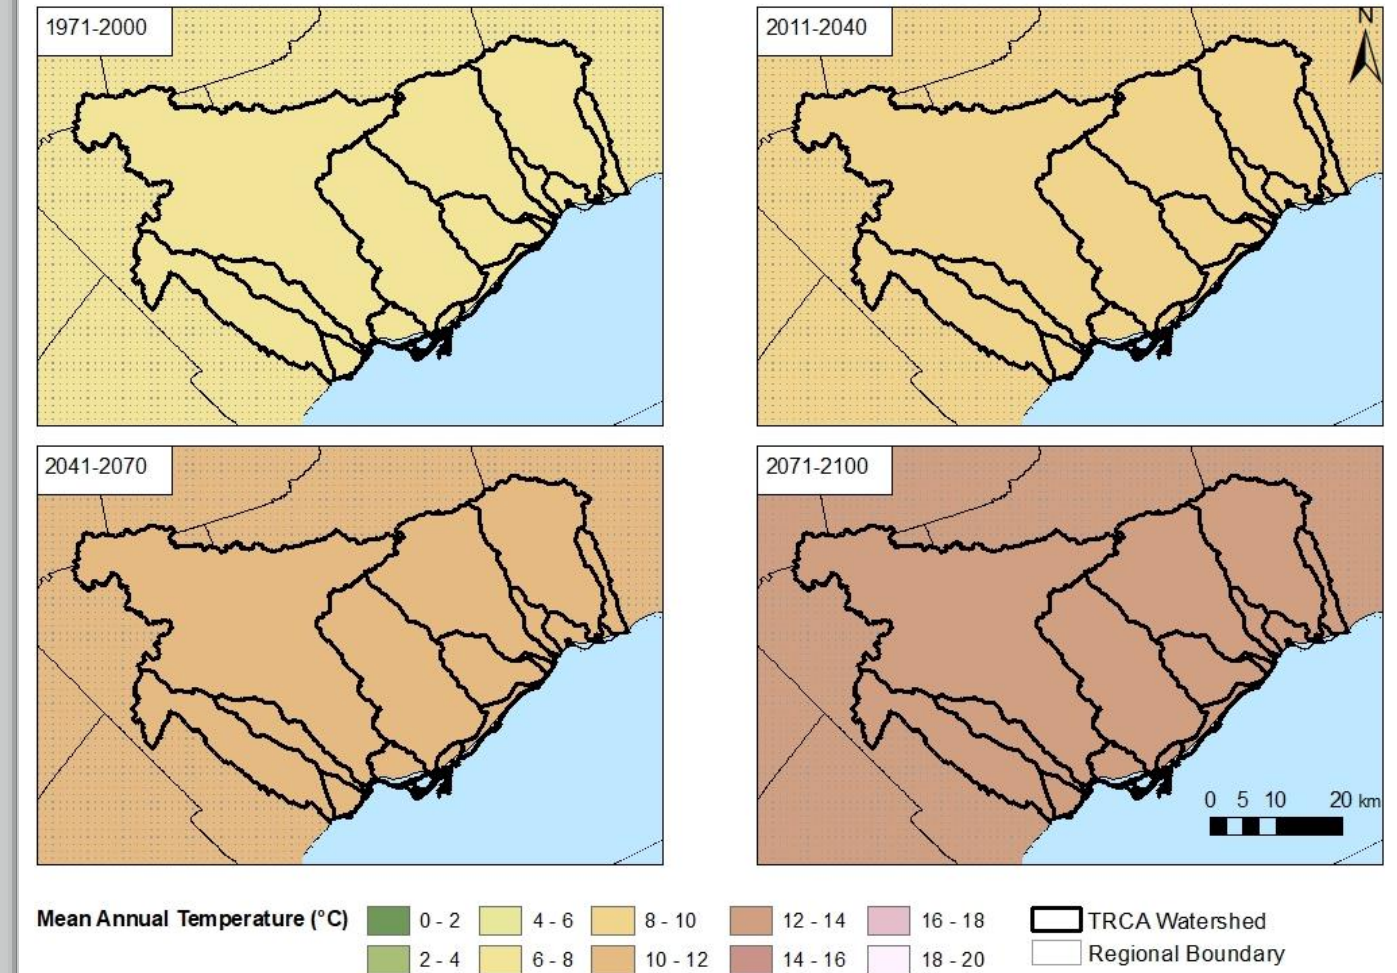 1971-2000
2011-2040
N
2041-2070
2071-2100
0 5 10 20 km
Mean Annual Temperature (°C) 0 - 2 4 - 6 8 - 10 12 - 14 16 - 18 TRCA Watershed
2 - 4 6 - 8 10 - 12 14 - 16 18 - 20 Regional Boundary